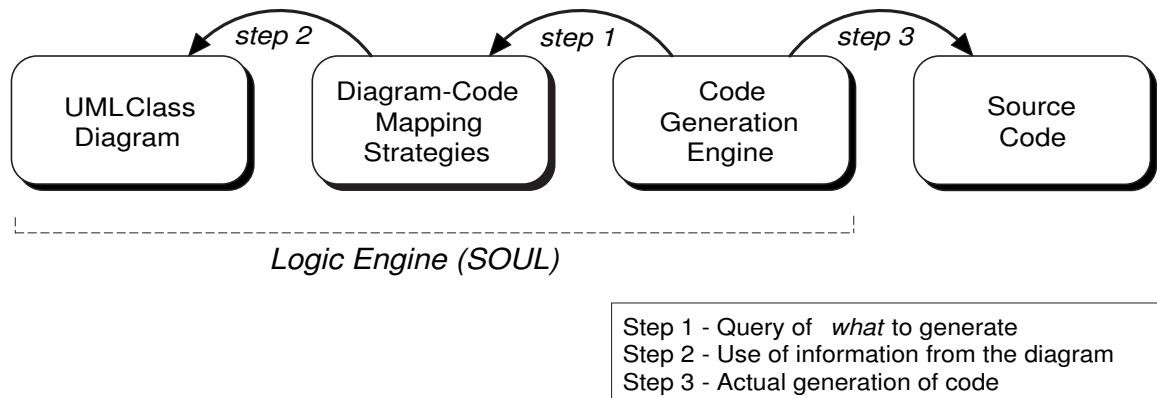 step 2
step 1
step 3
UMLClass
Diagram
Diagram-Code
Mapping
Strategies
Code
Generation
Engine
Source
Code
Logic Engine (SOUL)
Step 1 - Query of what to generate
Step 2 - Use of information from the diagram
Step 3 - Actual generation of code